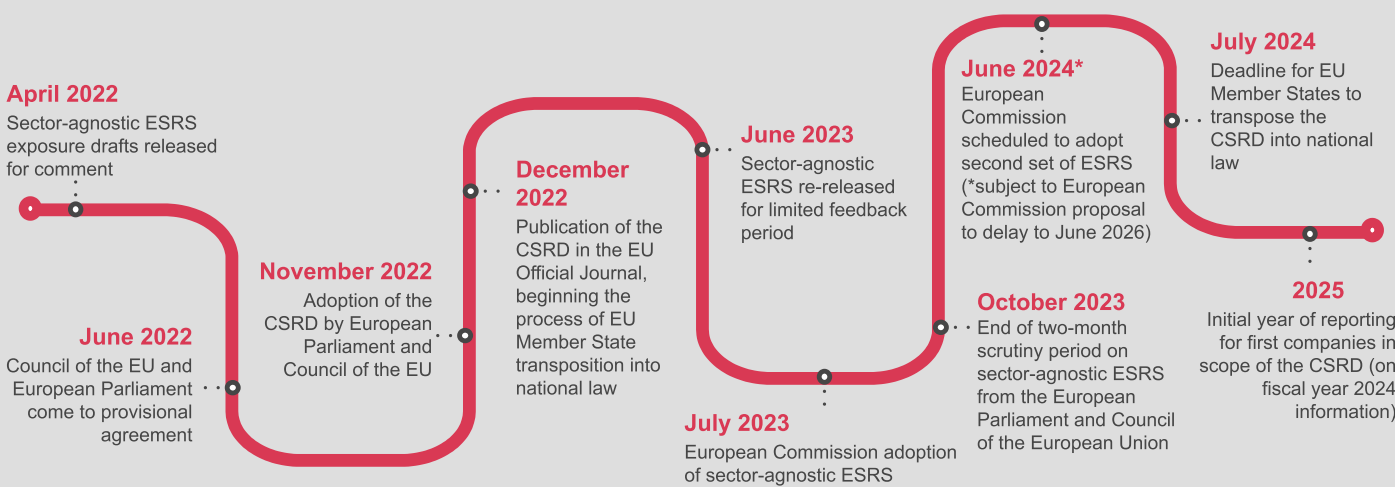 April 2022
Sector-agnostic ESRS
exposure drafts released
for comment
June 2022
Council of the EU and
European Parliament
come to provisional
agreement
November 2022
Adoption of the
CSRD by European
Parliament and
Council of the EU
December
2022
Publication of the
CSRD in the EU
Official Journal,
beginning the
process of EU
Member State
transposition into
national law
June 2023
Sector-agnostic
ESRS re-released
for limited feedback
period
July 2023
European Commission adoption
of sector-agnostic ESRS
October 2023
End of two-month
scrutiny period on
sector-agnostic ESRS
from the European
Parliament and Council
of the European Union
June 2024*
European
Commission
scheduled to adopt
second set of ESRS
(*subject to European
Commission proposal
to delay to June 2026)
July 2024
Deadline for EU
Member States to
transpose the
CSRD into national
law
2025
Initial year of reporting
for first companies in
scope of the CSRD (on
fiscal year 2024
information)